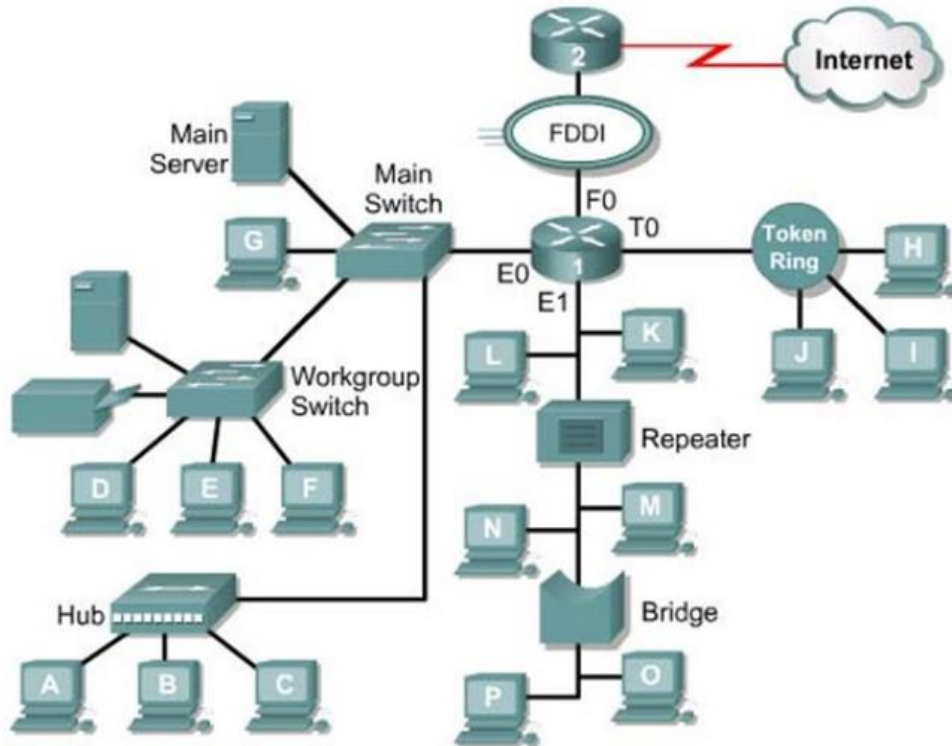 2
Internet
FDDI
Main
Server
Main
Switch
F0
T0
G
E0
1
E1
Token
Ring
H
L
K
J
I
Workgroup
Switch
Repeater
D
E
F
N
M
Hub
Bridge
A
B
C
P
O